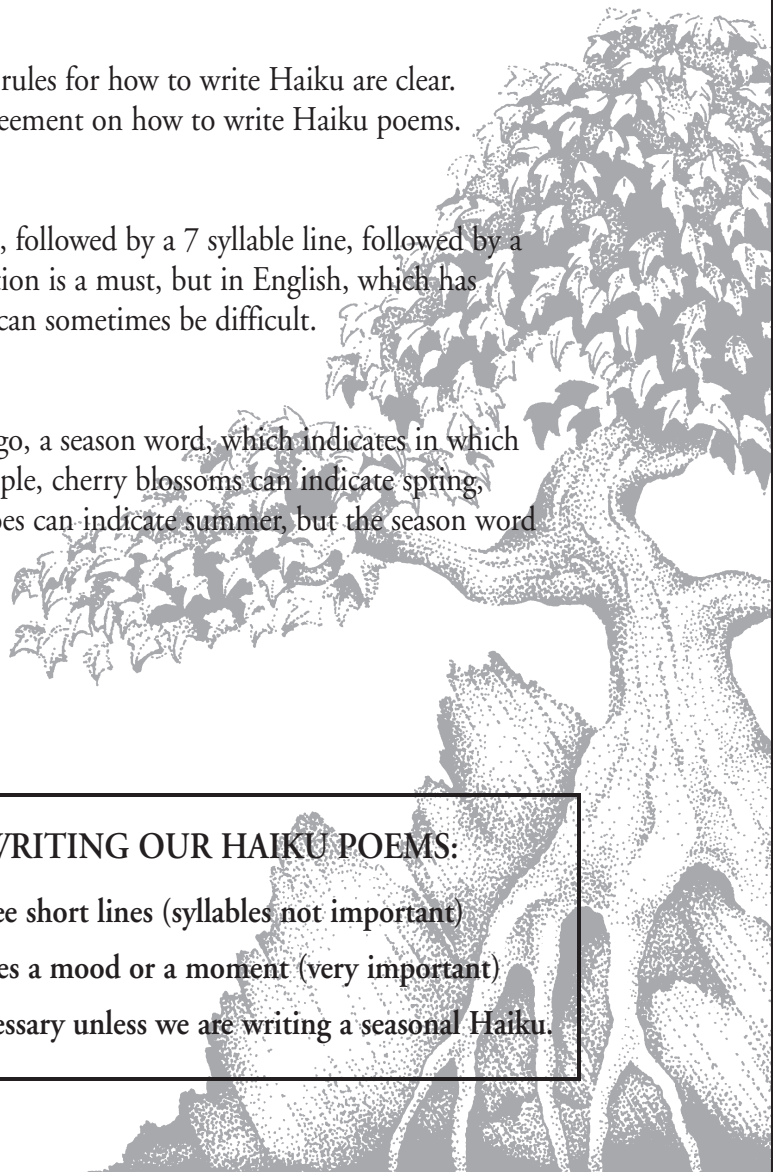 rules for how to write Haiku are clear.
eement on how to write Haiku poems.
, followed by a 7 syllable line, followed by a
tion is a must, but in English, which has
can sometimes be difficult.
go, a season word, which indicates in which
ple, cherry blossoms can indicate spring,
oes can indicate summer, but the season word
WRITING OUR HAIKU POEMS:
ee short lines (syllables not important)
es a mood or a moment (very important)
essary unless we are writing a seasonal Haiku.